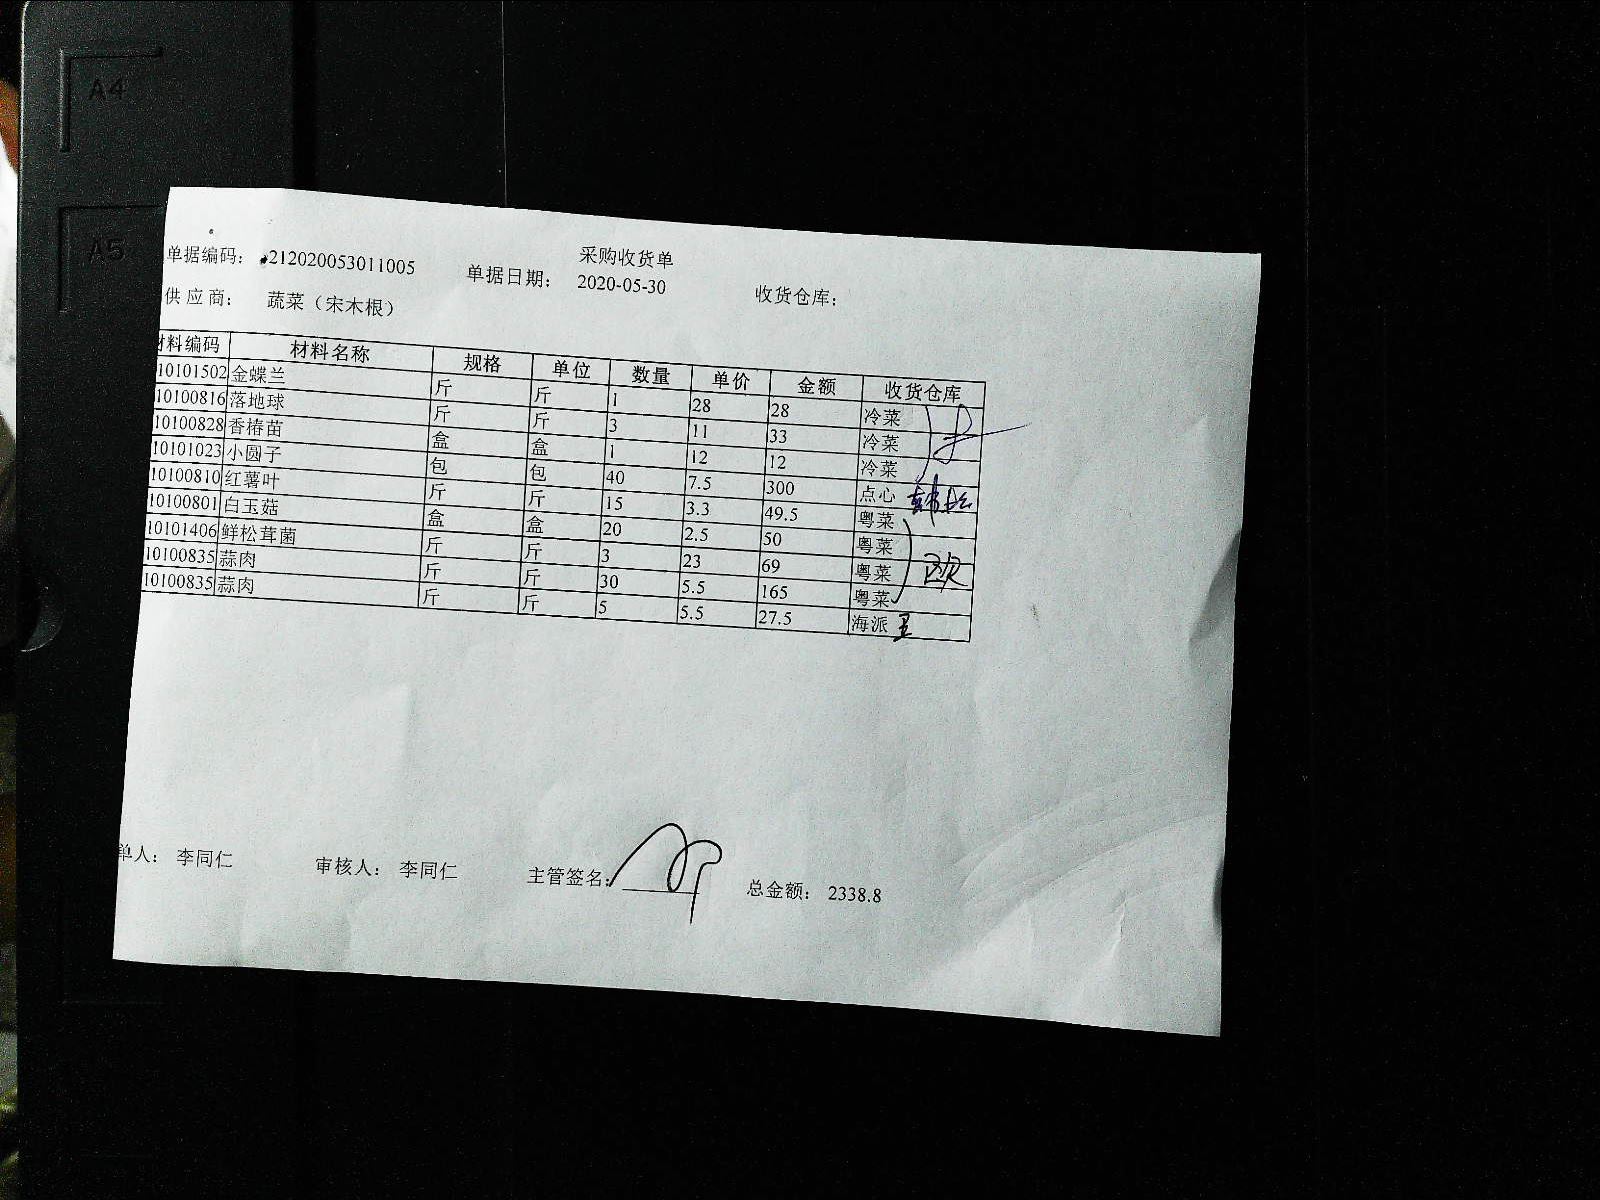 A4
A5
采购收货单
单据编码: 212020053011005 单据日期: 2020-05-30 收货仓库:
供应商: 蔬菜（宋木根）
材料编码 材料名称 规格 单位 数量 单价 金额 收货仓库
10101502 金蝶兰 斤 斤 1 28 28 冷菜
10100816 落地球 斤 斤 3 11 33 冷菜
10100828 香椿苗 盒 盒 1 12 12 冷菜
10101023 小圆子 包 包 40 7.5 300 点心
10100810 红薯叶 斤 斤 15 3.3 49.5 粤菜
10100801 白玉菇 盒 盒 20 2.5 50 粤菜
10101406 鲜松茸菌 斤 斤 3 23 69 粤菜 欧
10100835 蒜肉 斤 斤 30 5.5 165 粤菜
10100835 蒜肉 斤 斤 5 5.5 27.5 海派 王
单人: 李同仁 审核人: 李同仁 主管签名: 总金额: 2338.8